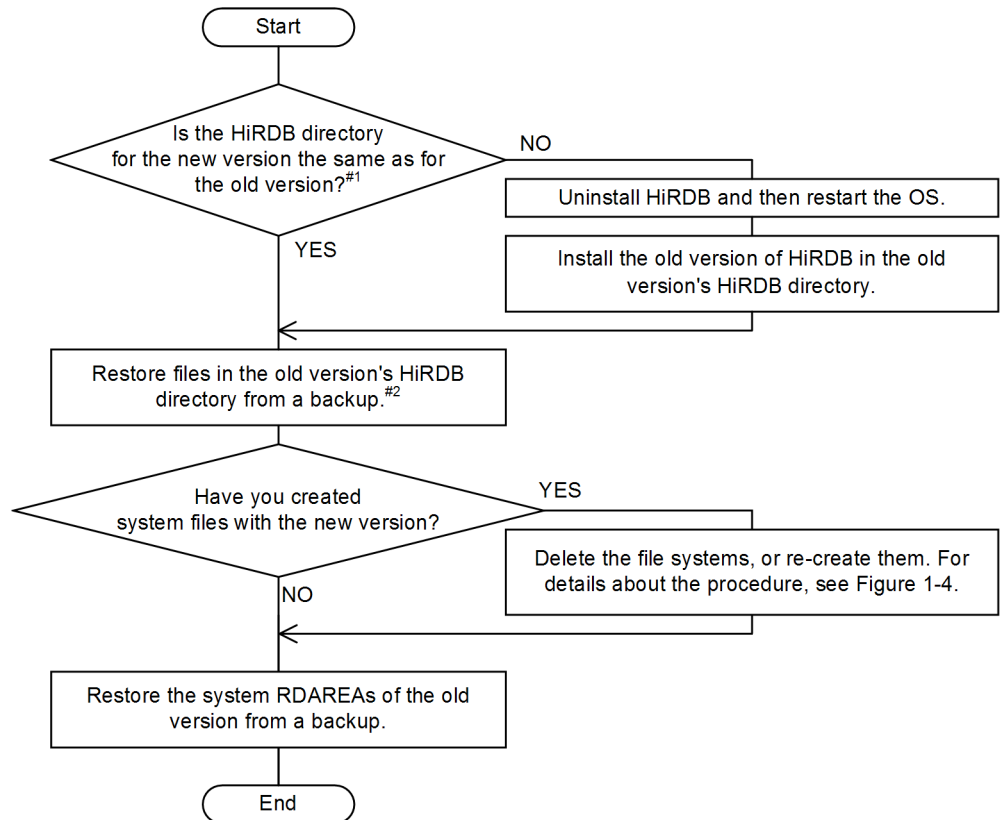 Start
Is the HiRDB directory
for the new version the same as for
the old version?#1
NO
Uninstall HiRDB and then restart the OS.
Install the old version of HiRDB in the old
version's HiRDB directory.
YES
Restore files in the old version's HiRDB
directory from a backup.#2
Have you created
system files with the new version?
YES
Delete the file systems, or re-create them. For
details about the procedure, see Figure 1-4.
NO
Restore the system RDAREAs of the old
version from a backup.
End